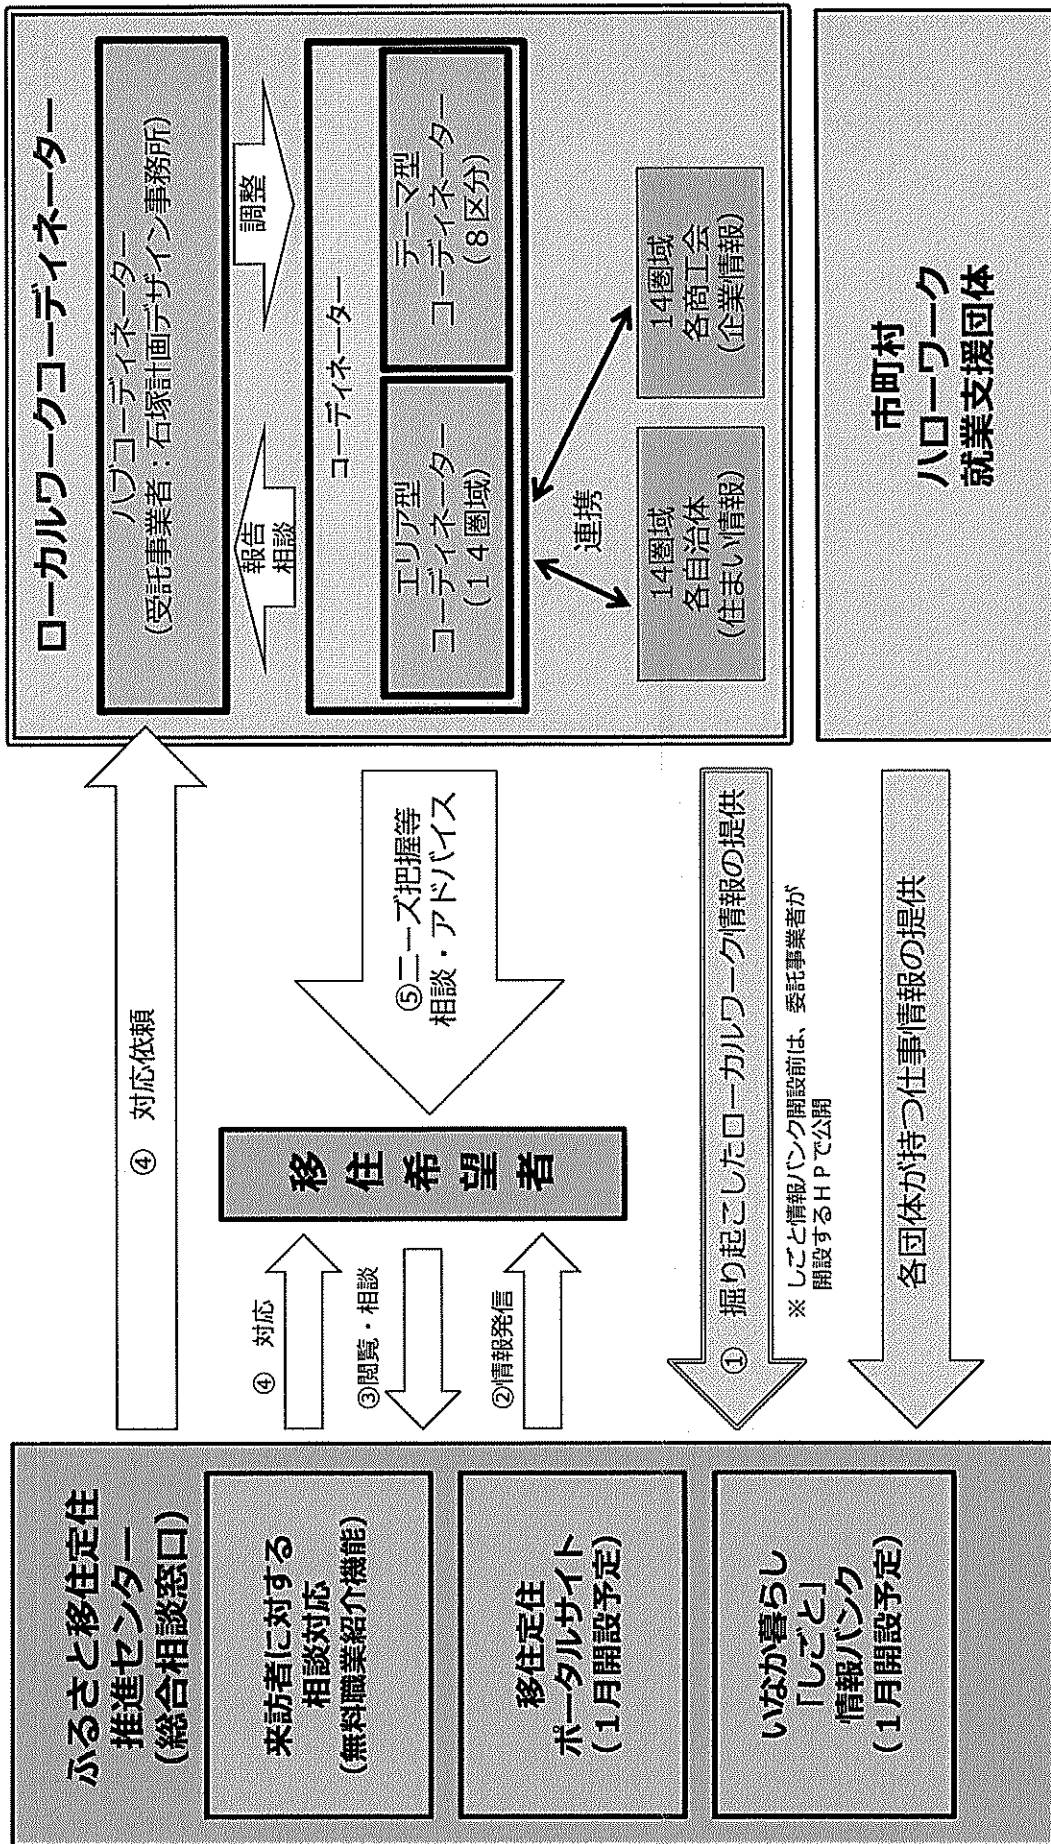 ふるさと移住定住
推進センター
(総合相談窓口)
来訪者に対する
相談対応
(無料職業紹介機能)
移住定住
ポータルサイト
(１月開設予定)
いなか暮らし
「しごと」
情報バンク
(１月開設予定)
④ 対応依頼
④ 対応
③閲覧・相談
②情報発信
移住希望者
⑤ニーズ把握等
相談・アドバイス
① 掘り起こしたローカルワーク情報の提供
※ しごと情報バンク開設前は、委託事業者が
開設するＨＰで公開
各団体が持つ仕事情報の提供
ローカルワークコーディネーター
ハブコーディネーター
(受託事業者：石塚計画デザイン事務所)
報告
相談
調整
コーディネーター
エリア型
コーディネーター
(１４圏域)
テーマ型
コーディネーター
(８区分)
連携
14圏域
各自治体
(住まい情報)
14圏域
各商工会
(企業情報)
市町村
ハローワーク
就業支援団体